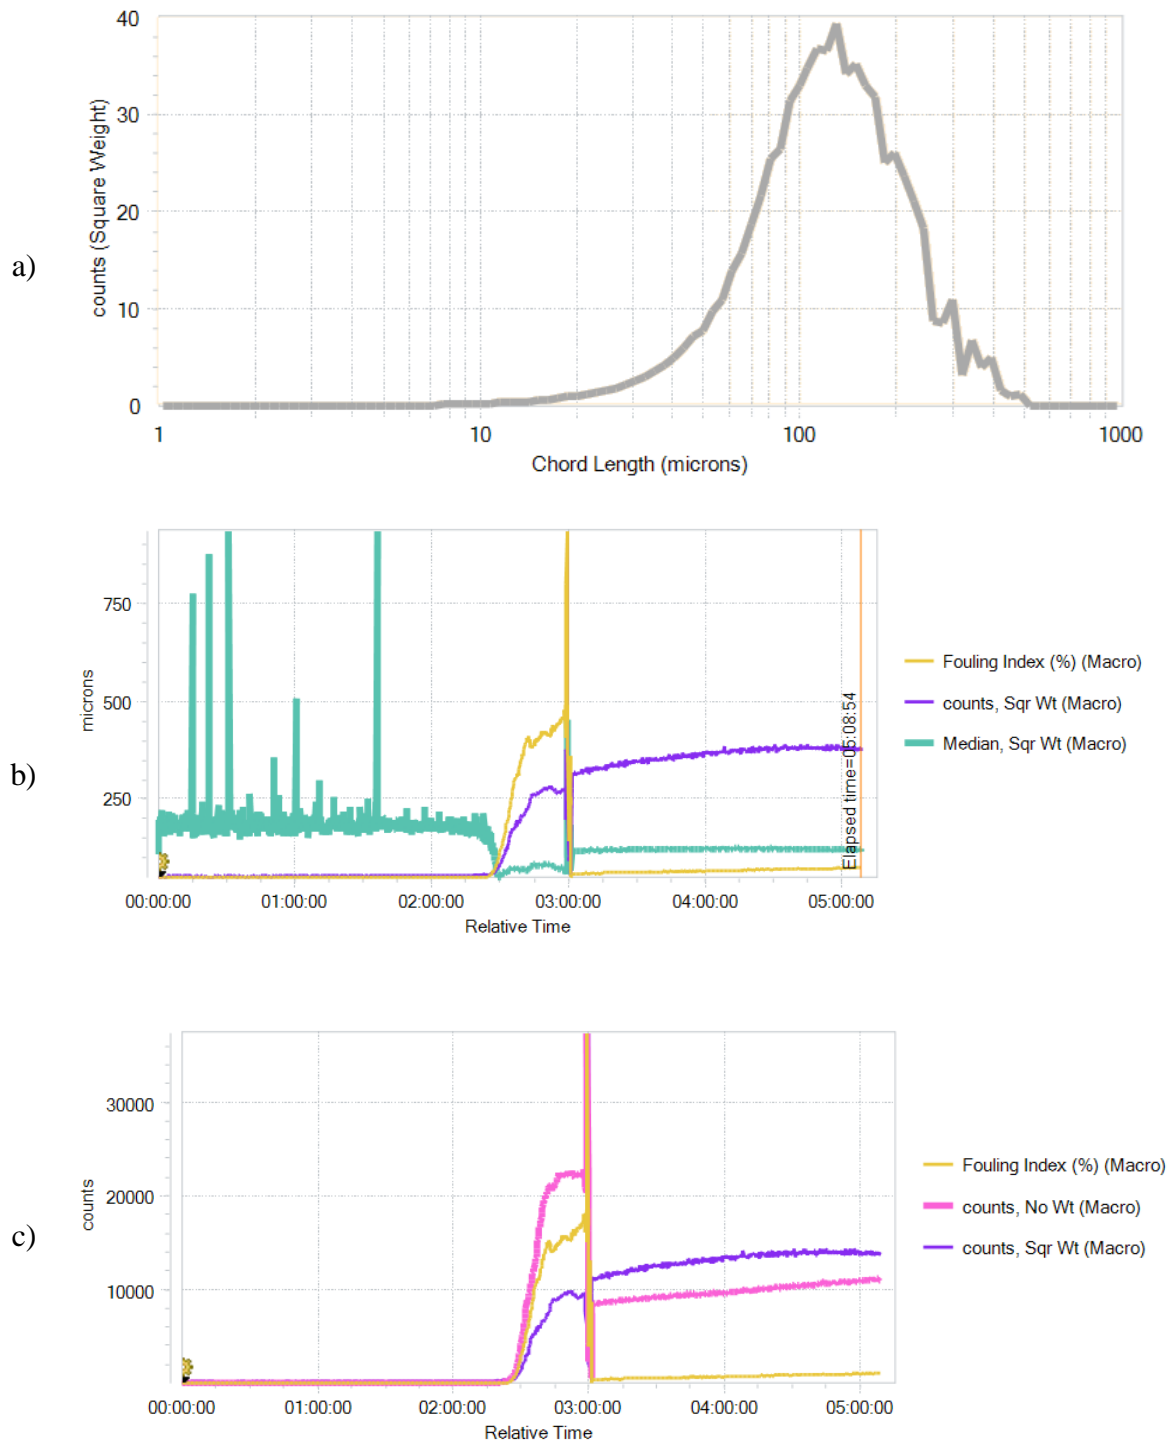 a)
counts (Square Weight)
40
30
20
10
0
1 10 100 1000
Chord Length (microns)
b)
microns
750
500
250
Elapsed time=05:08:54
00:00:00 01:00:00 02:00:00 03:00:00 04:00:00 05:00:00
Relative Time
Fouling Index (%) (Macro)
counts, Sqr Wt (Macro)
Median, Sqr Wt (Macro)
c)
counts
30000
20000
10000
00:00:00 01:00:00 02:00:00 03:00:00 04:00:00 05:00:00
Relative Time
Fouling Index (%) (Macro)
counts, No Wt (Macro)
counts, Sqr Wt (Macro)